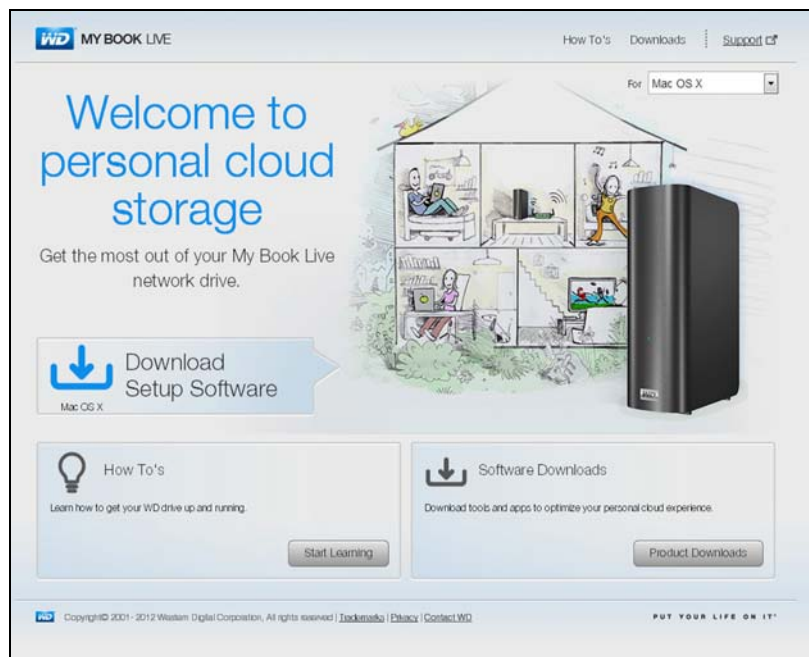 WD MY BOOK LIVE
How To's Downloads Support
For Mac OS X
Welcome to
personal cloud
storage
Get the most out of your My Book Live
network drive.
Download
Setup Software
Mac OS X
How To's
Learn how to get your WD drive up and running.
Start Learning
Software Downloads
Download tools and apps to optimize your personal cloud experience.
Product Downloads
WD Copyright© 2001- 2012 Western Digital Corporation, All rights reserved | Trademarks | Privacy | Contact WD
PUT YOUR LIFE ON IT®
WD